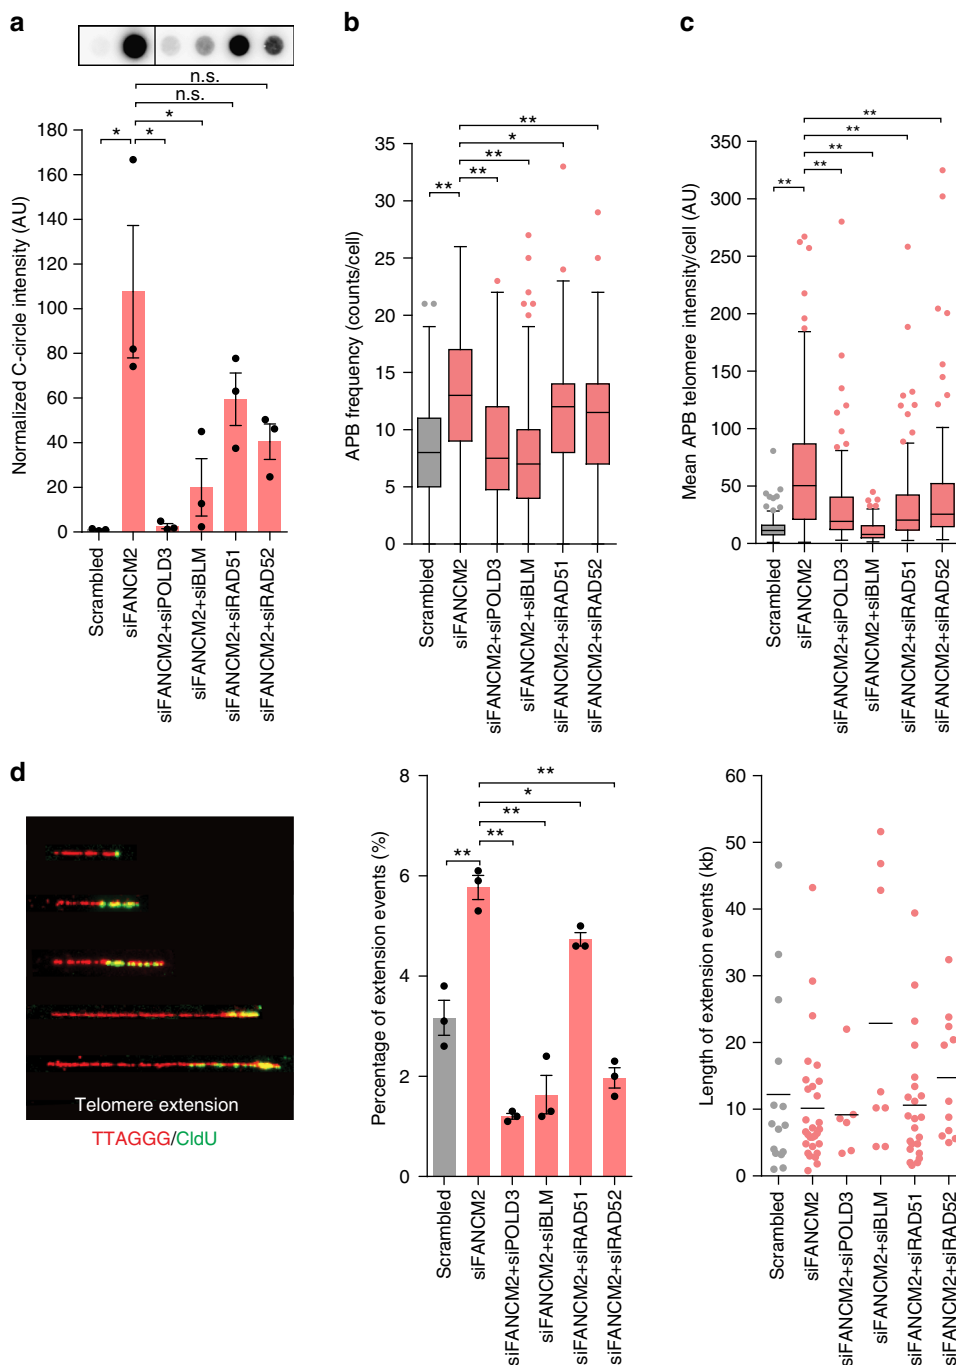 a
n.s.
n.s.
*
* *
Normalized C-circle intensity (AU)
180
160
140
120
100
80
60
40
20
0
Scrambled
siFANCM2
siFANCM2+siPOLD3
siFANCM2+siBLM
siFANCM2+siRAD51
siFANCM2+siRAD52
b
**
*
**
**
**
APB frequency (counts/cell)
35
30
25
20
15
10
5
0
Scrambled
siFANCM2
siFANCM2+siPOLD3
siFANCM2+siBLM
siFANCM2+siRAD51
siFANCM2+siRAD52
c
**
**
**
**
**
Mean APB telomere intensity/cell (AU)
350
300
250
200
150
100
50
0
Scrambled
siFANCM2
siFANCM2+siPOLD3
siFANCM2+siBLM
siFANCM2+siRAD51
siFANCM2+siRAD52
d
Telomere extension
TTAGGG/CldU
**
*
**
**
**
Percentage of extension events (%)
8
6
4
2
0
Scrambled
siFANCM2
siFANCM2+siPOLD3
siFANCM2+siBLM
siFANCM2+siRAD51
siFANCM2+siRAD52
Length of extension events (kb)
60
50
40
30
20
10
0
Scrambled
siFANCM2
siFANCM2+siPOLD3
siFANCM2+siBLM
siFANCM2+siRAD51
siFANCM2+siRAD52